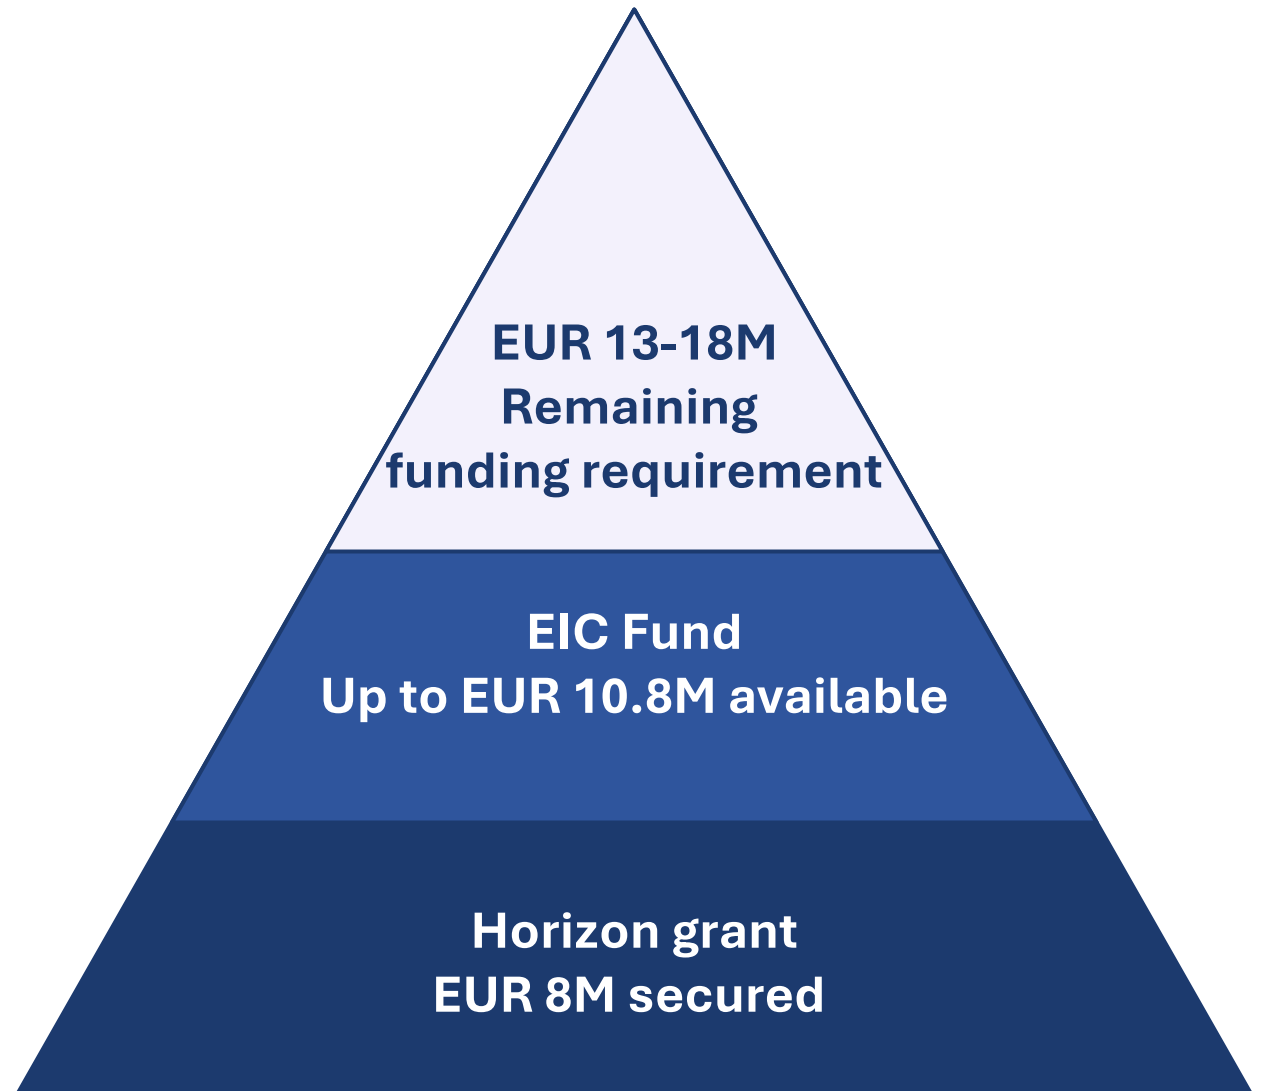 EUR 13-18M
Remaining
funding requirement
EIC Fund
Up to EUR 10.8M available
Horizon grant
EUR 8M secured